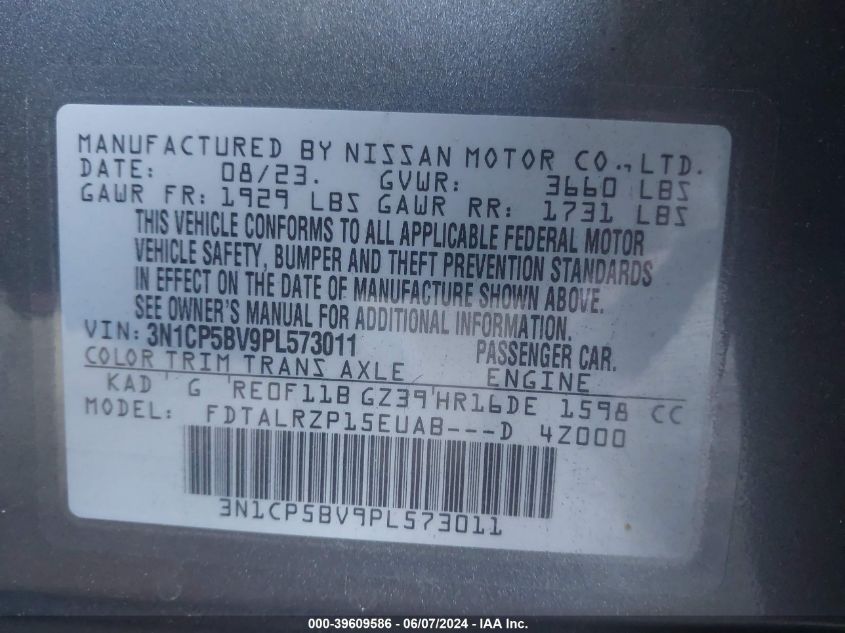 MANUFACTURED BY NISSAN MOTOR CO., LTD.
DATE: 08/23. GVWR: 3660 LBS
GAWR FR: 1929 LBS GAWR RR: 1731 LBS
THIS VEHICLE CONFORMS TO ALL APPLICABLE FEDERAL MOTOR
VEHICLE SAFETY, BUMPER AND THEFT PREVENTION STANDARDS
IN EFFECT ON THE DATE OF MANUFACTURE SHOWN ABOVE.
SEE OWNER'S MANUAL FOR ADDITIONAL INFORMATION.
VIN: 3N1CP5BV9PL573011 PASSENGER CAR.
COLOR TRIM TRANS AXLE ENGINE
KAD G RE0F11B GZ39 HR16DE 1598 CC
MODEL: FDTALRZP15EUAB---D 4Z000
3N1CP5BV9PL573011
000-39609586 - 06/07/2024 - IAA Inc.